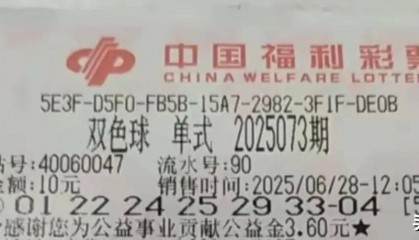 中国福利彩票
CHINA WELFARE LOTTE
5E3F-D5F0-FB5B-15A7-2982-3F1F-DE0B
双色球 单式 2025073期
站号:40060047 流水号:90
金额:10元 销售时间:2025/06/28-12:05
01 22 24 25 29 33-04
感谢您为公益事业贡献公益金3.60元★